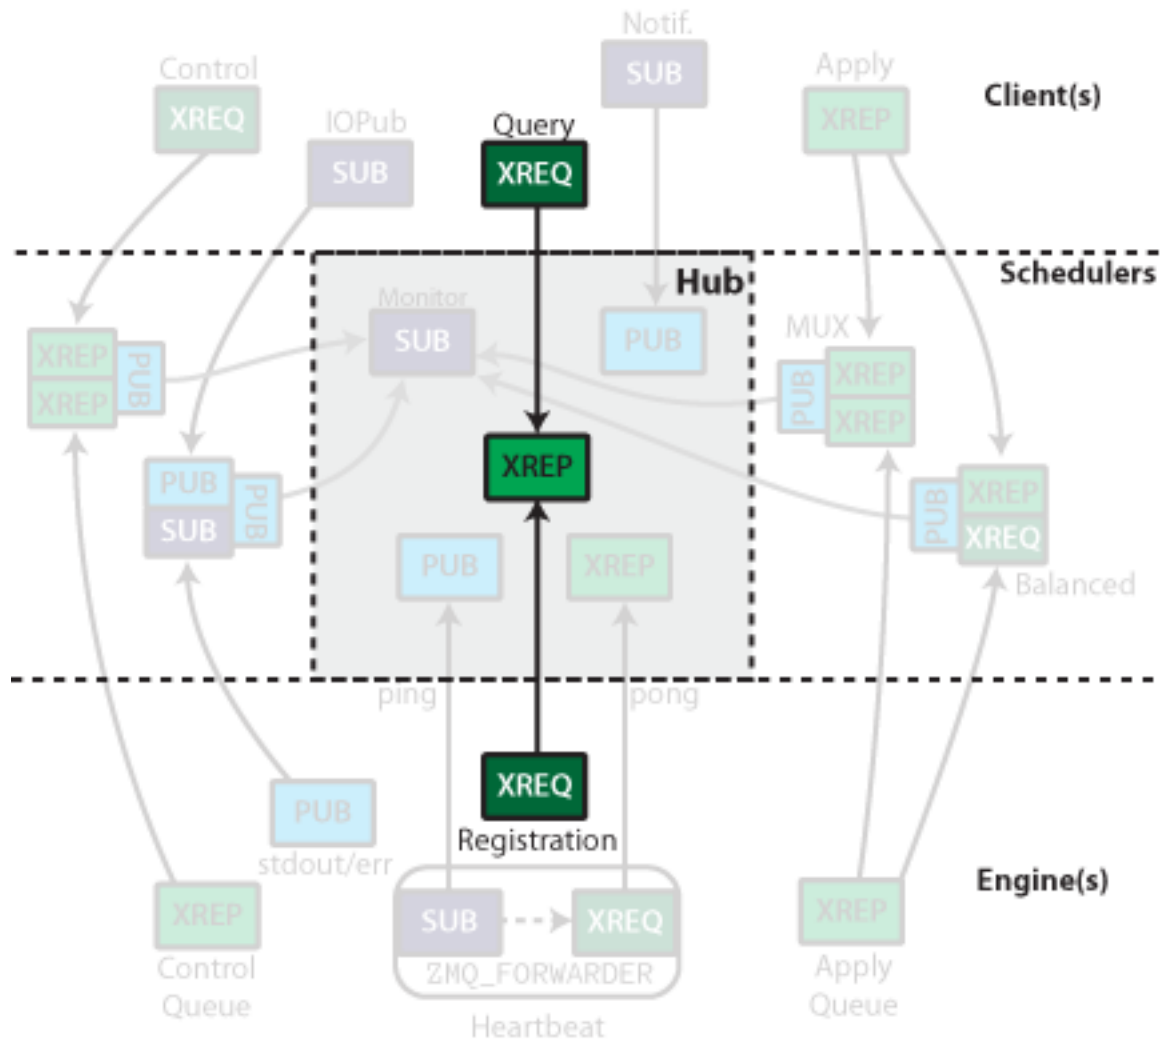 Notif.
Control
SUB
Apply
Client(s)
XREQ
IOPub
Query
XREP
SUB
XREQ
Hub
Schedulers
Monitor
SUB
PUB
MUX
XREP
PUB
XREP
PUB
XREP
XREP
XREP
PUB
PUB
SUB
PUB
XREP
PUB
XREQ
Balanced
PUB
XREP
ping
pong
XREQ
Registration
PUB
stdout/err
Engine(s)
XREP
Control
Queue
SUB
XREQ
ZMQ_FORWARDER
Heartbeat
XREP
Apply
Queue